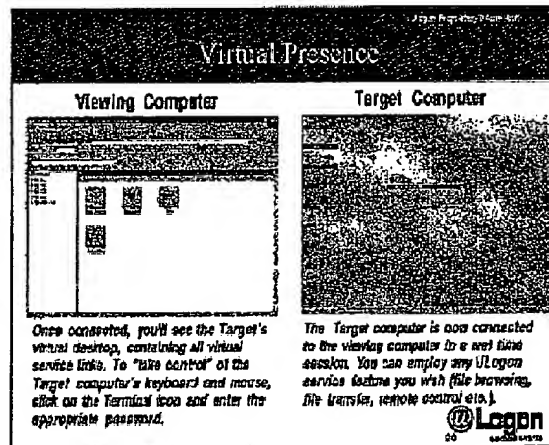 Virtual Presence
Viewing Computer
Target Computer
Once connected, you'll see the Target's
virtual desktop, containing all virtual
service links. To "take control" of the
Target computer's keyboard and mouse,
click on the Terminal icon and enter the
appropriate password.
The Target computer is now connected
to the viewing computer in a real time
session. You can employ any ULogon
service feature you wish (file browsing,
file transfer, remote control etc.).
@Logon